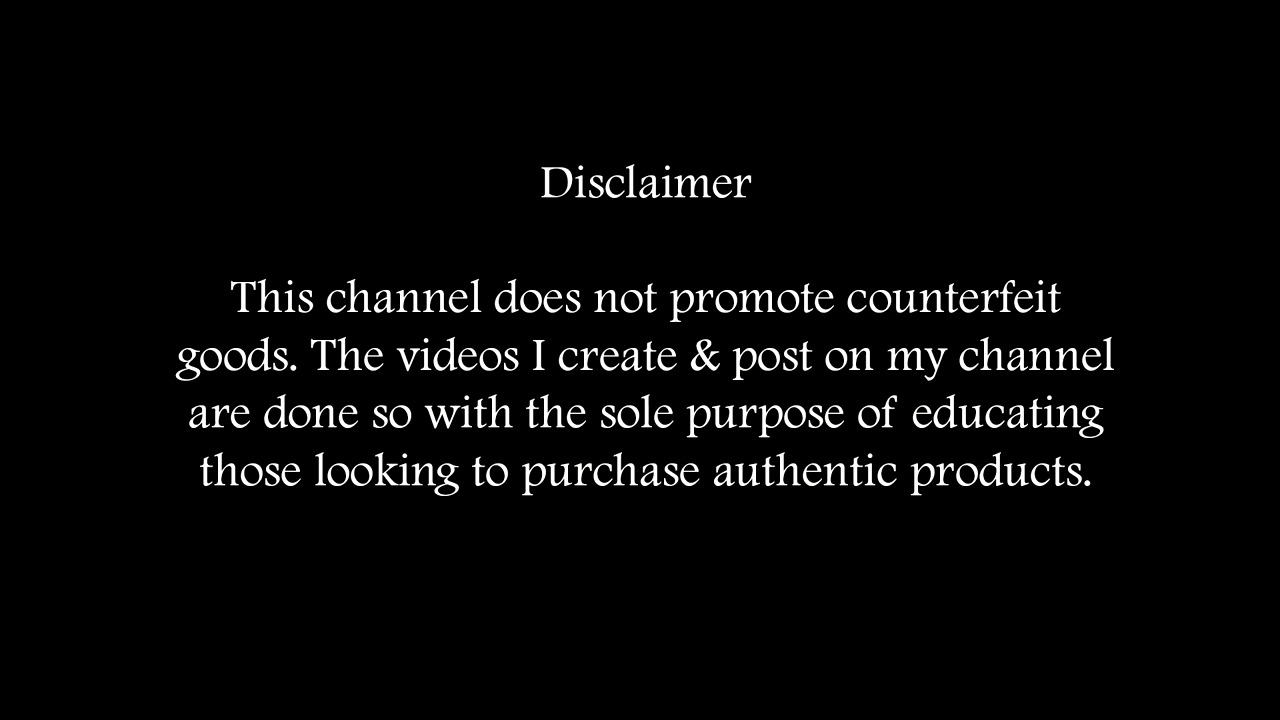 Disclaimer
This channel does not promote counterfeit
goods. The videos I create & post on my channel
are done so with the sole purpose of educating
those looking to purchase authentic products.